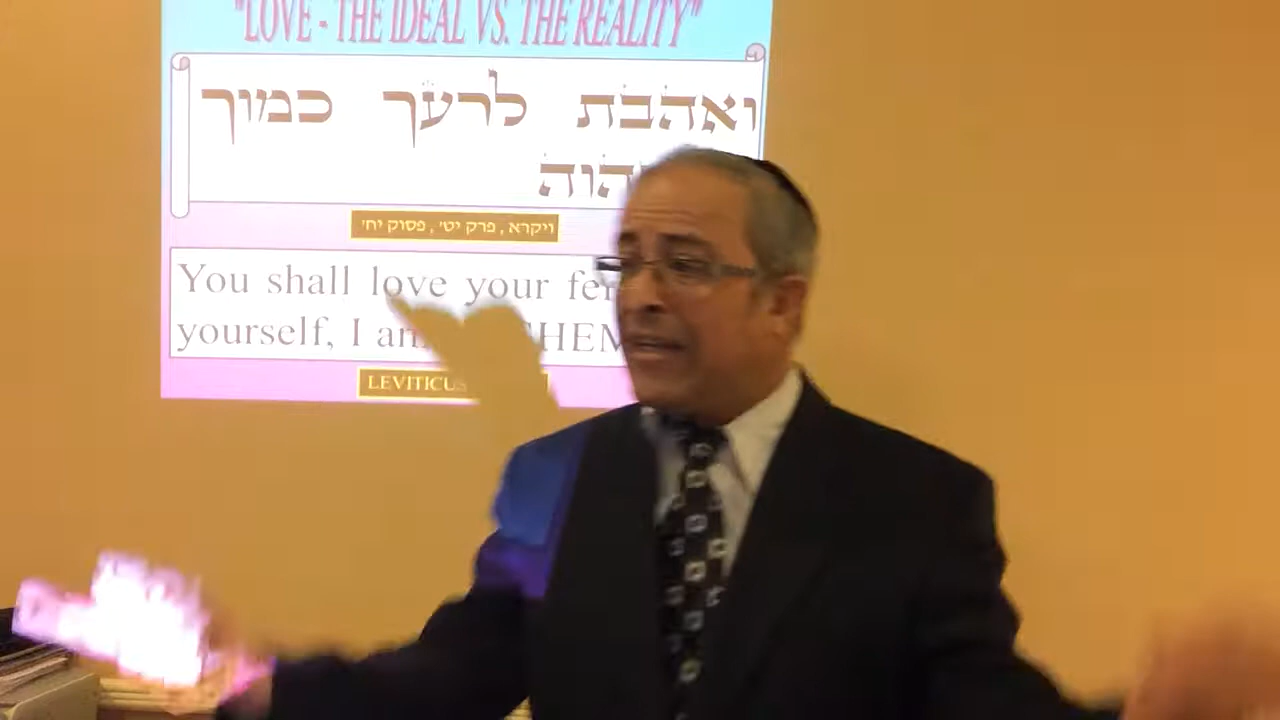 "LOVE - THE IDEAL VS. THE REALITY"
ואהבת לרעך כמוך
ויקרא , פרק יט׳ , פסוק יח׳
You shall love your
yourself, I am
LEVITICUS